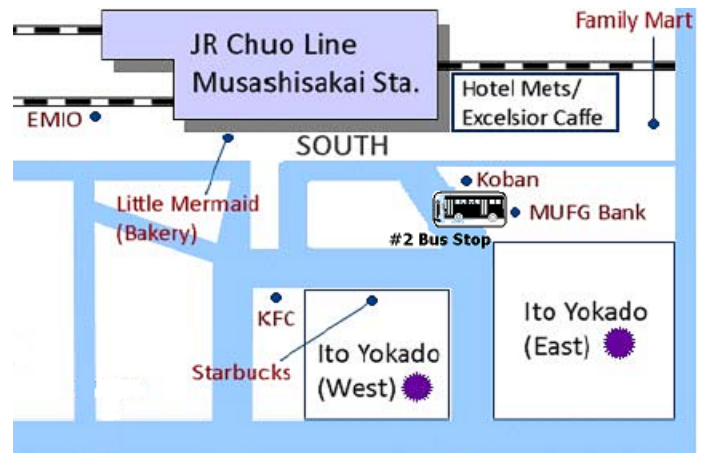 Family Mart
JR Chuo Line
Musashisakai Sta.
Hotel Mets/
Excelsior Caffe
EMIO
SOUTH
Koban
Little Mermaid
(Bakery)
MUFG Bank
#2 Bus Stop
KFC
Ito Yokado
(East)
Starbucks
Ito Yokado
(West)